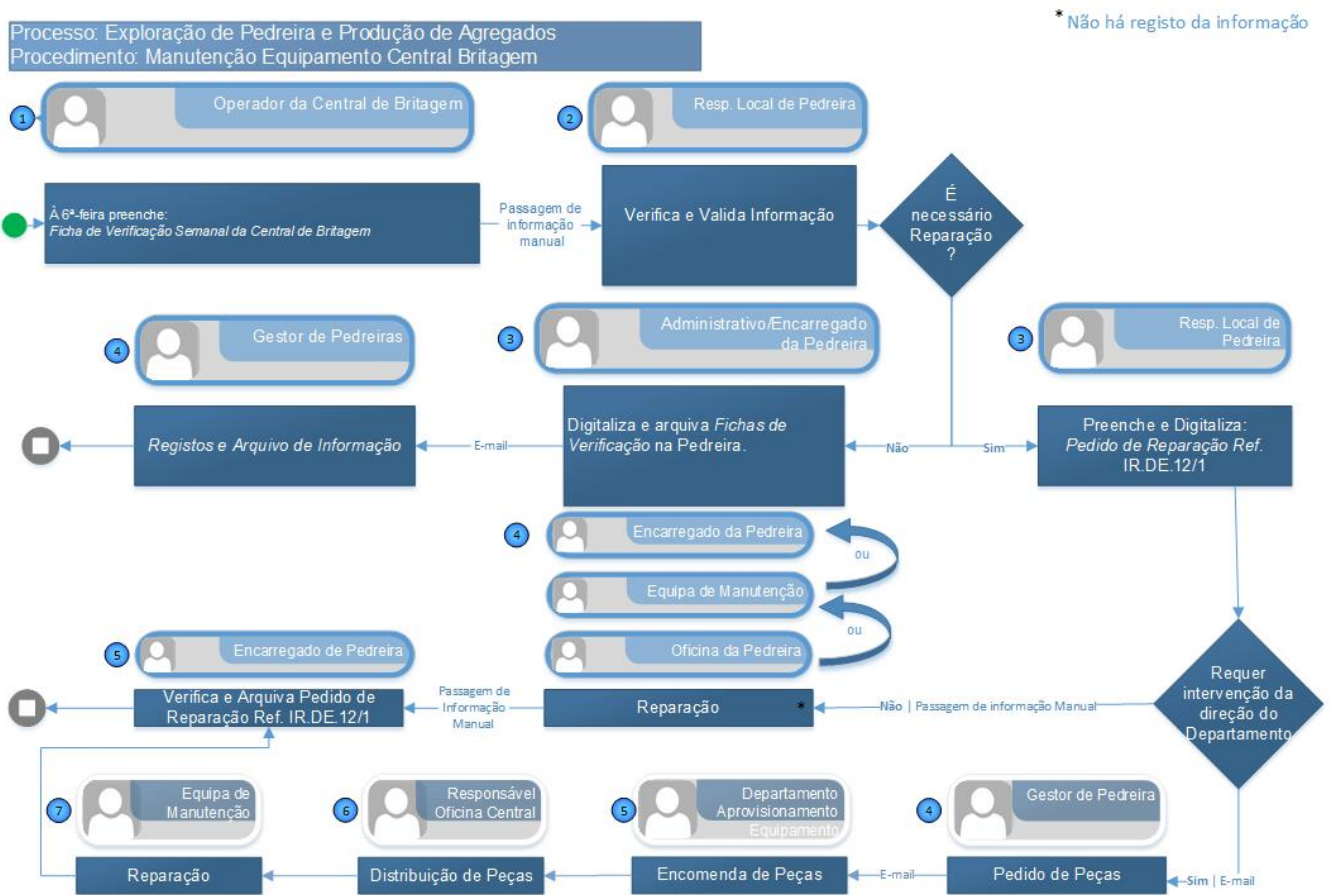 * Não há registo da informação
Processo: Exploração de Pedreira e Produção de Agregados
Procedimento: Manutenção Equipamento Central Britagem
1
Operador da Central de Britagem
2
Resp. Local de Pedreira
À 6ª-feira preenche:
Ficha de Verificação Semanal da Central de Britagem
Passagem de
informação
manual
Verifica e Valida Informação
É
necessário
Reparação
?
4
Gestor de Pedreiras
3
Administrativo/Encarregado
da Pedreira
3
Resp. Local de
Pedreira
Registos e Arquivo de Informação
E-mail
Digitaliza e arquiva Fichas de
Verificação na Pedreira.
Não
Sim
Preenche e Digitaliza:
Pedido de Reparação Ref.
IR.DE.12/1
4
Encarregado da Pedreira
ou
Equipa de Manutenção
ou
Oficina da Pedreira
5
Encarregado de Pedreira
Verifica e Arquiva Pedido de
Reparação Ref. IR.DE.12/1
Passagem de
Informação
Manual
Reparação *
Não | Passagem de informação Manual
Requer
intervenção da
direção do
Departamento
7
Equipa de
Manutenção
6
Responsável
Oficina Central
5
Departamento
Aprovisionamento
Equipamento
4
Gestor de Pedreira
Reparação
Distribuição de Peças
Encomenda de Peças
E-mail
Pedido de Peças
Sim | E-mail